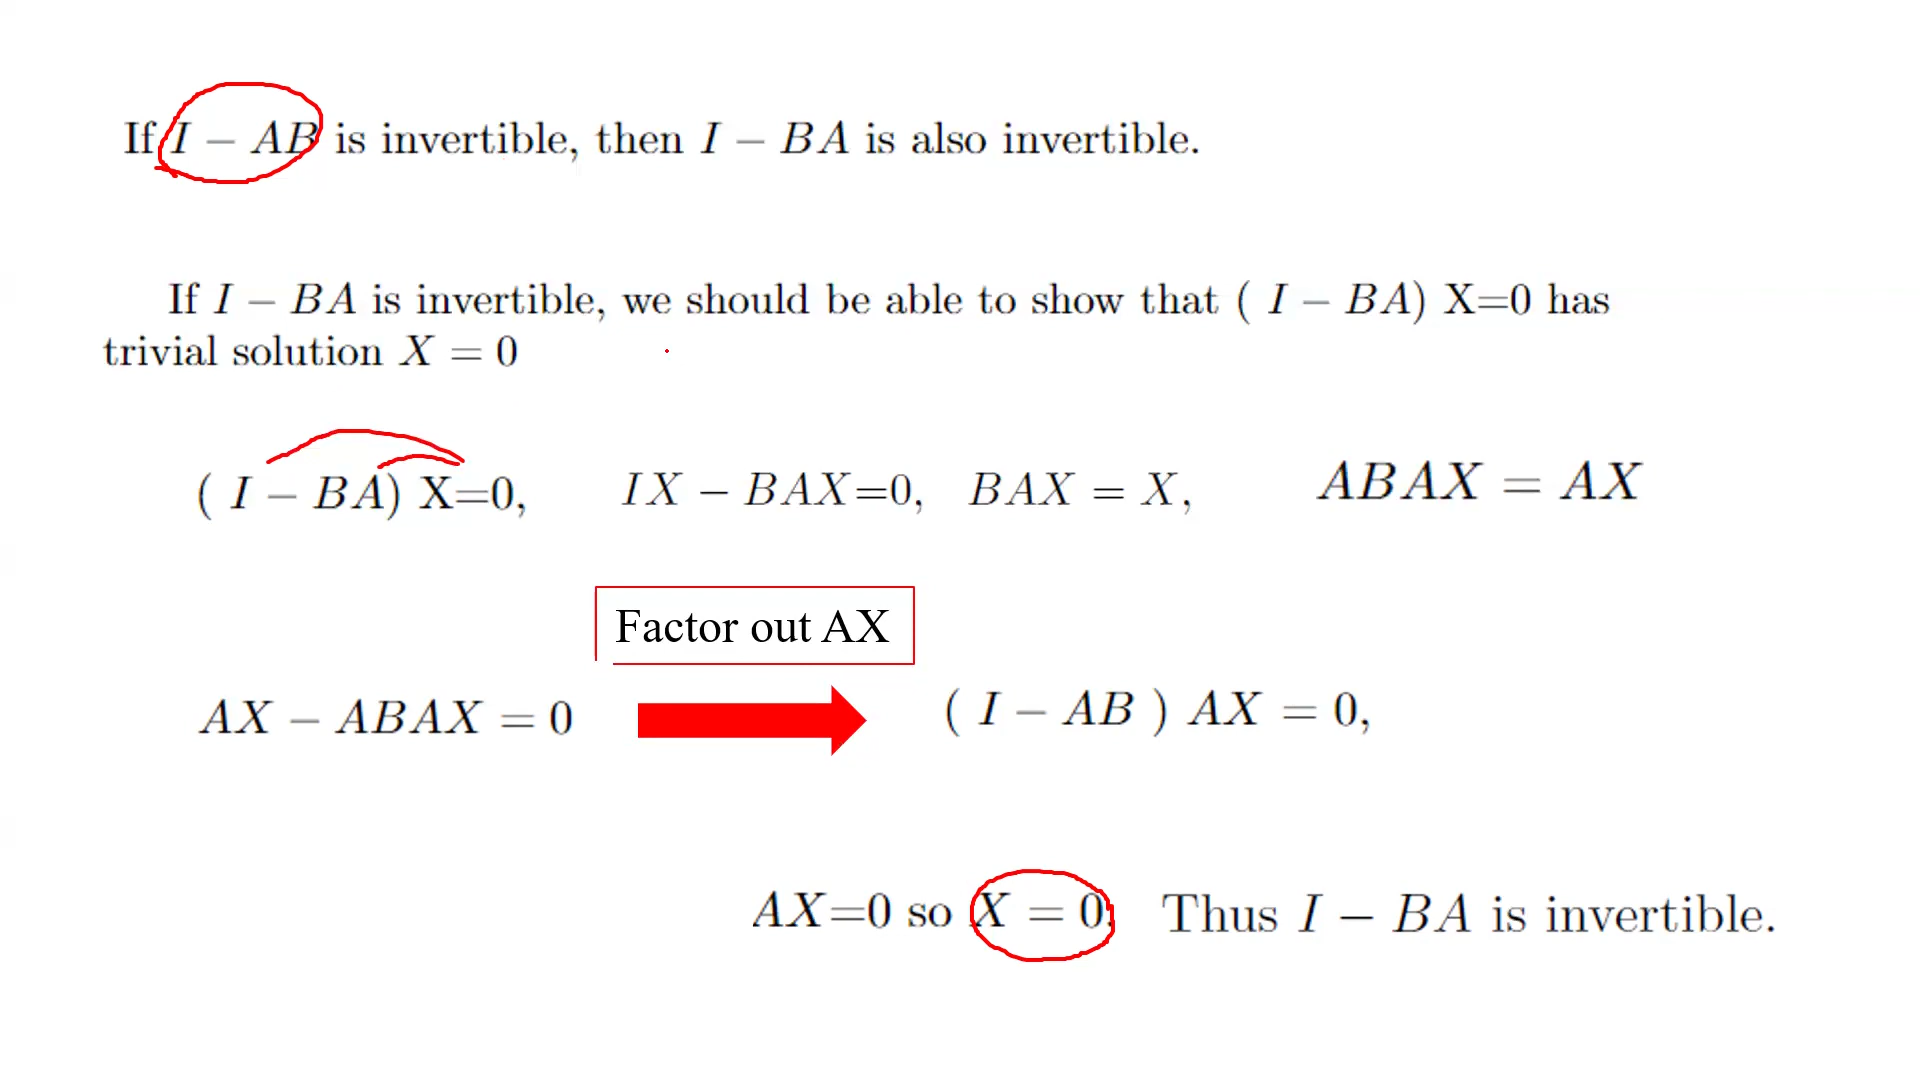 If I − AB is invertible, then I − BA is also invertible.
If I − BA is invertible, we should be able to show that ( I − BA) X=0 has
trivial solution X = 0
( I − BA) X=0, IX − BAX=0, BAX = X, ABAX = AX
Factor out AX
AX − ABAX = 0 ( I − AB ) AX = 0,
AX=0 so X = 0. Thus I − BA is invertible.